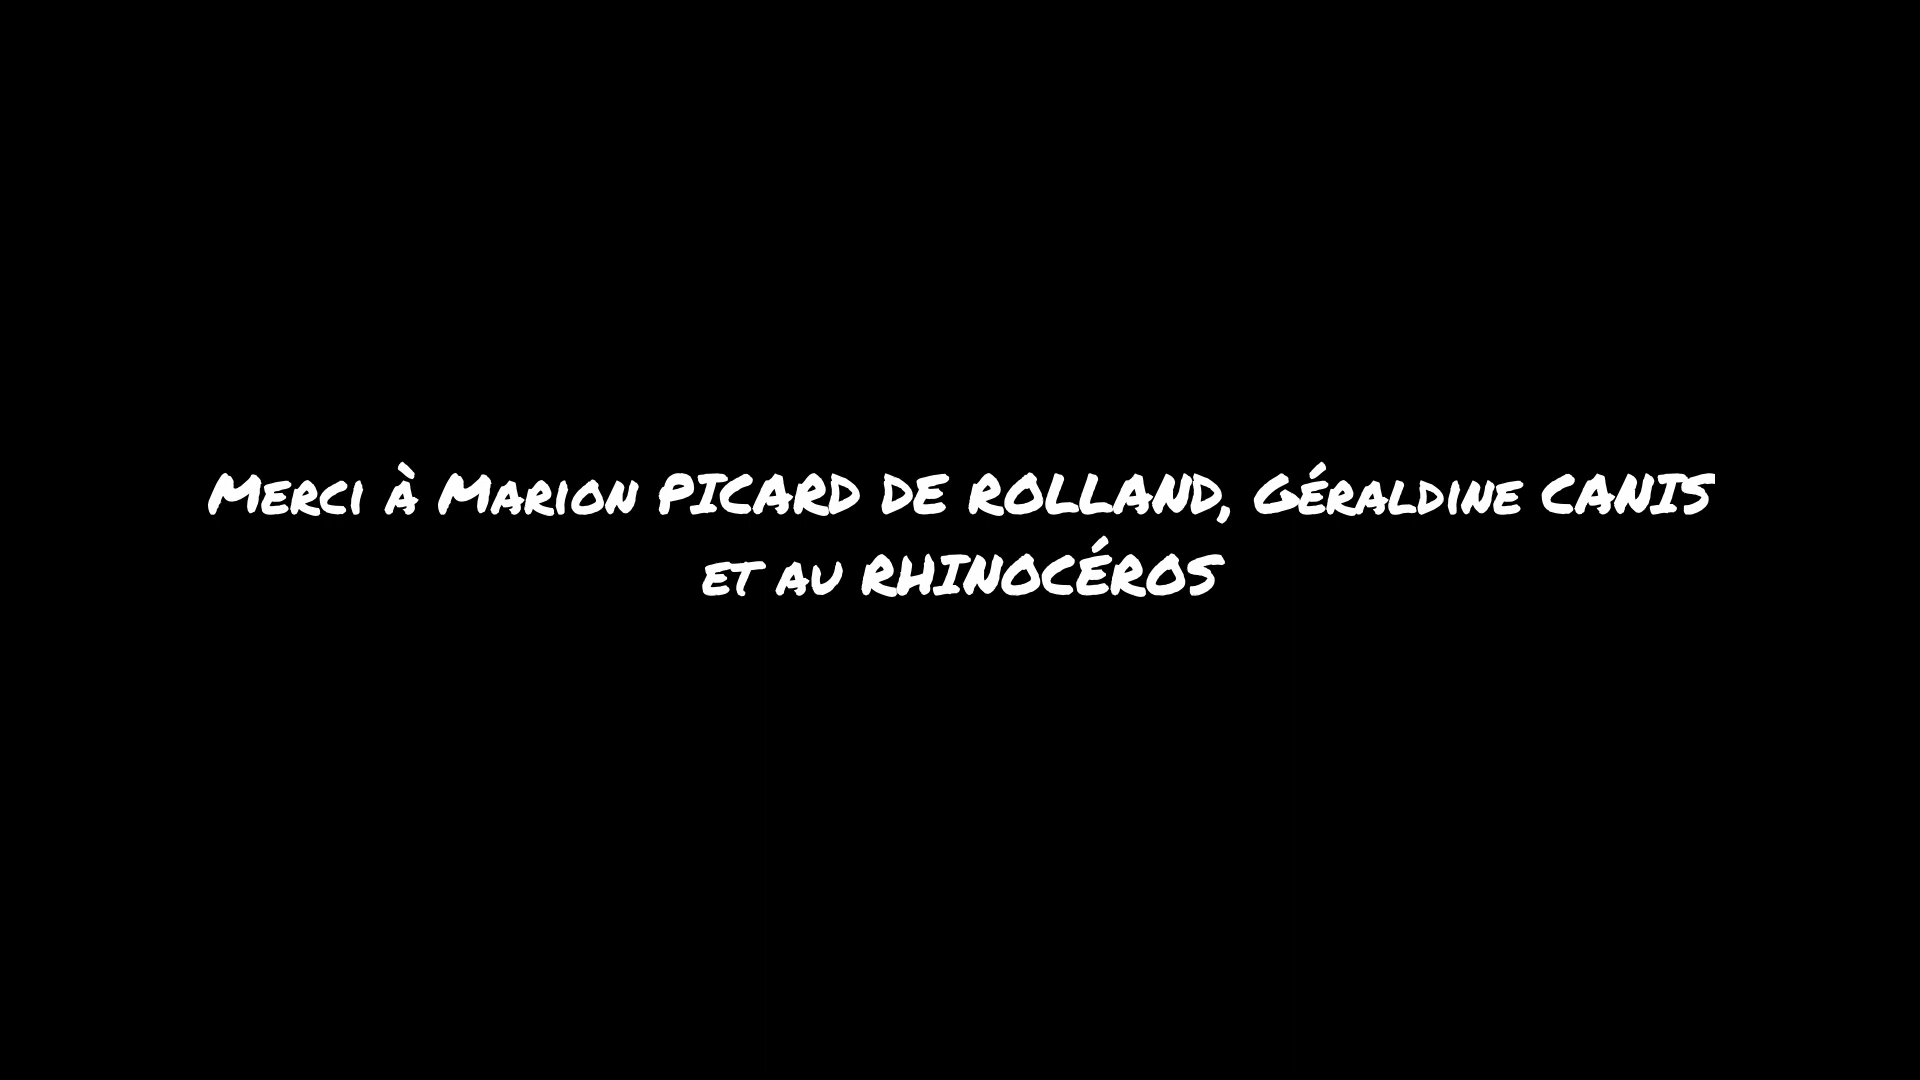 Merci à Marion PICARD DE ROLLAND, Géraldine CANIS
et au RHINOCÉROS